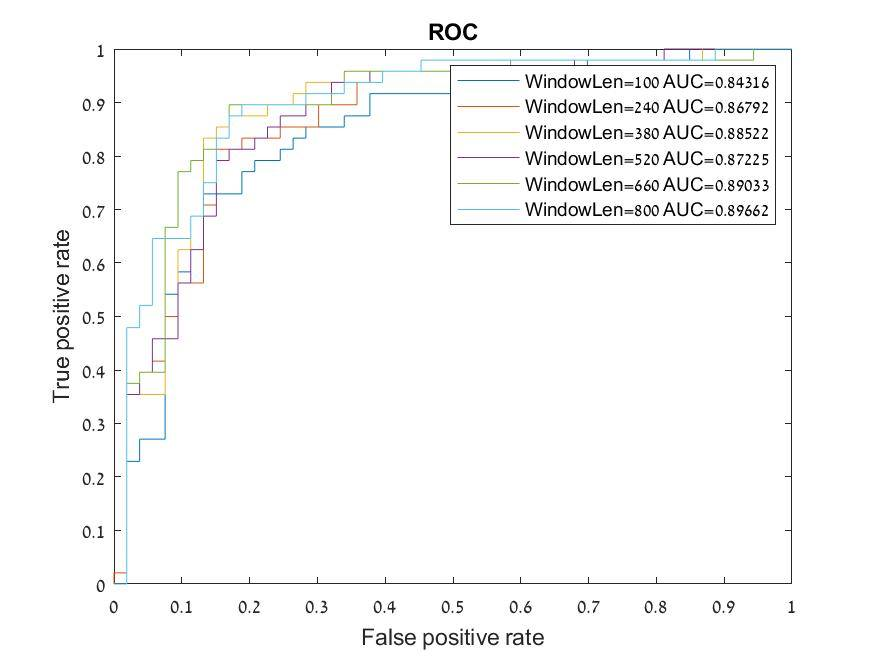 ROC
1
0.9
0.8
0.7
0.6
0.5
0.4
0.3
0.2
0.1
0
True positive rate
WindowLen=100 AUC=0.84316
WindowLen=240 AUC=0.86792
WindowLen=380 AUC=0.88522
WindowLen=520 AUC=0.87225
WindowLen=660 AUC=0.89033
WindowLen=800 AUC=0.89662
0 0.1 0.2 0.3 0.4 0.5 0.6 0.7 0.8 0.9 1
False positive rate